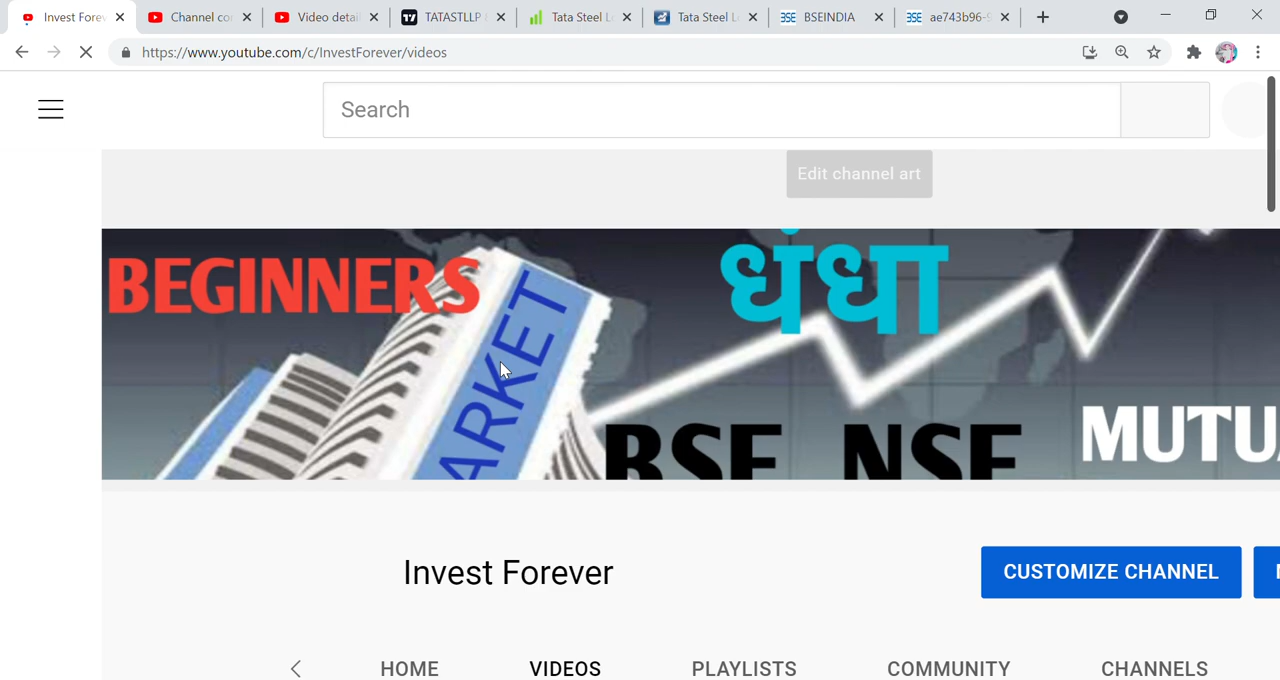 Invest Forev
Channel co
Video detai
TATASTLLP
Tata Steel L
Tata Steel L
BSEINDIA
ae743b96-9
https://www.youtube.com/c/InvestForever/videos
Search
Edit channel art
BEGINNERS
धंधा
ARKET
BSE NSE
MUTU
Invest Forever
CUSTOMIZE CHANNEL
HOME
VIDEOS
PLAYLISTS
COMMUNITY
CHANNELS